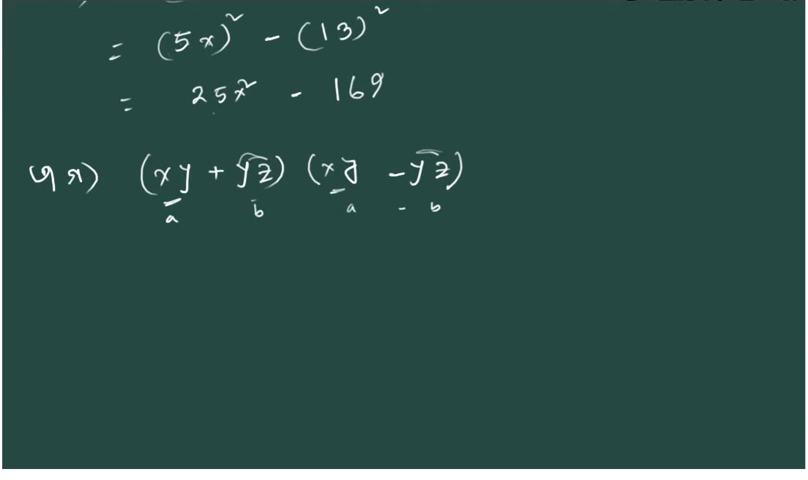 = (5x)² - (13)²
= 25x² - 169
(xy + yz) (xy - yz)
a b a - b